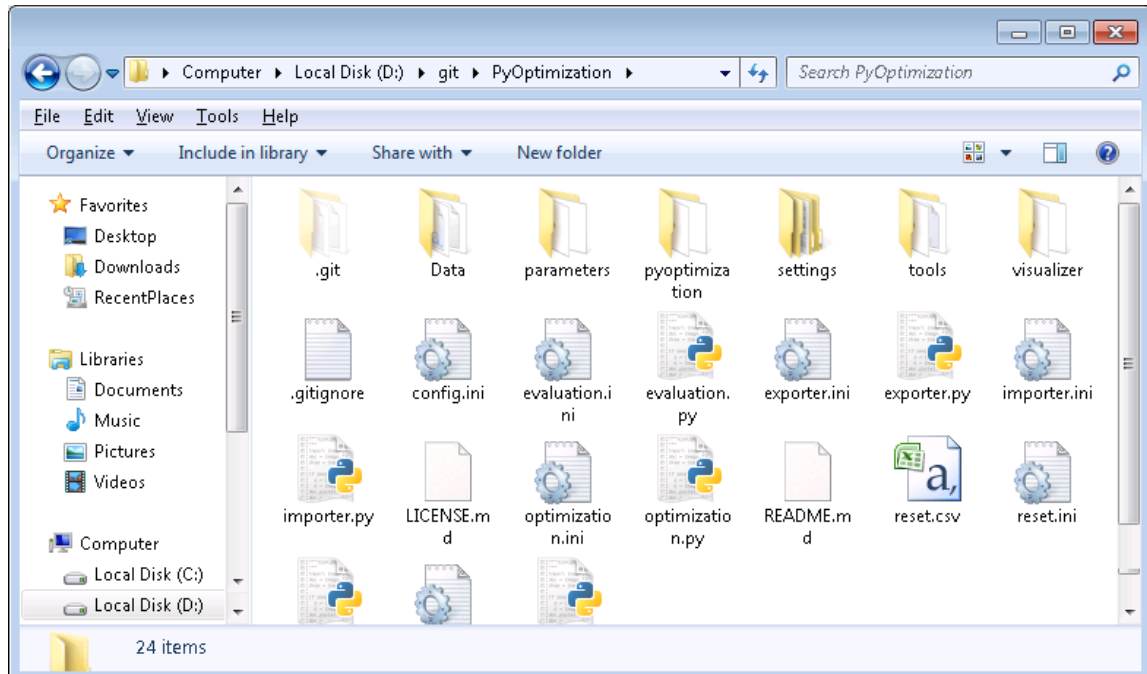 Computer ▸ Local Disk (D:) ▸ git ▸ PyOptimization ▸
Search PyOptimization
File Edit View Tools Help
Organize Include in library Share with New folder
Favorites
Desktop
Downloads
RecentPlaces
Libraries
Documents
Music
Pictures
Videos
Computer
Local Disk (C:)
Local Disk (D:)
.git
Data
parameters
pyoptimiza
tion
settings
tools
visualizer
.gitignore
config.ini
evaluation.i
ni
evaluation.
py
exporter.ini
exporter.py
importer.ini
importer.py
LICENSE.m
d
optimizatio
n.ini
optimizatio
n.py
README.m
d
reset.csv
a,
reset.ini
24 items